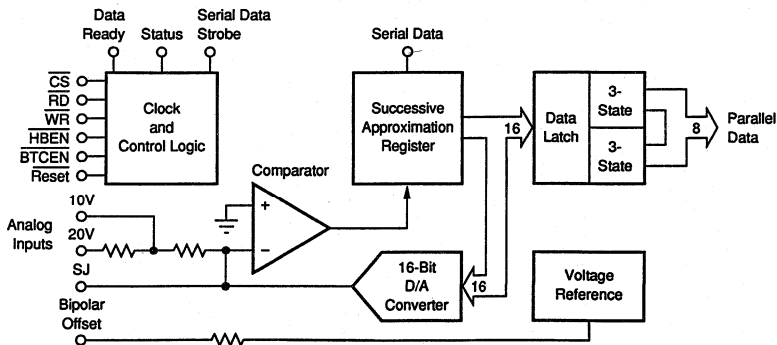 Data
Ready
Status
Serial Data
Strobe
Serial Data
CS
RD
WR
HBEN
BTCEN
Reset
Clock
and
Control Logic
Successive
Approximation
Register
16
Data
Latch
3-
State
3-
State
8
Parallel
Data
Comparator
+
−
Analog
Inputs
10V
20V
SJ
Bipolar
Offset
16-Bit
D/A
Converter
16
Voltage
Reference